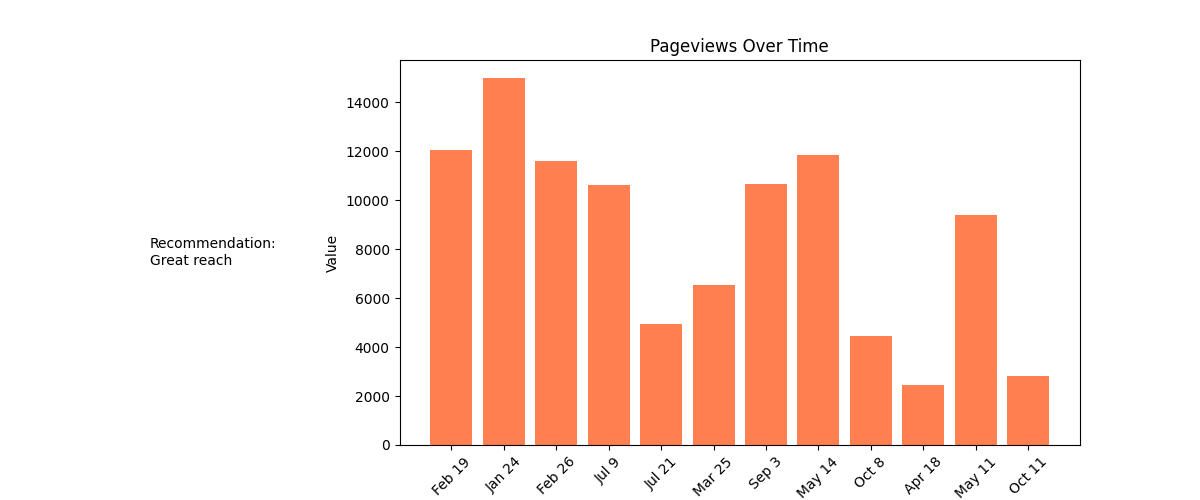 Pageviews Over Time
Recommendation:
Great reach
Value
14000
12000
10000
8000
6000
4000
2000
0
Feb 19
Jan 24
Feb 26
Jul 9
Jul 21
Mar 25
Sep 3
May 14
Oct 8
Apr 18
May 11
Oct 11